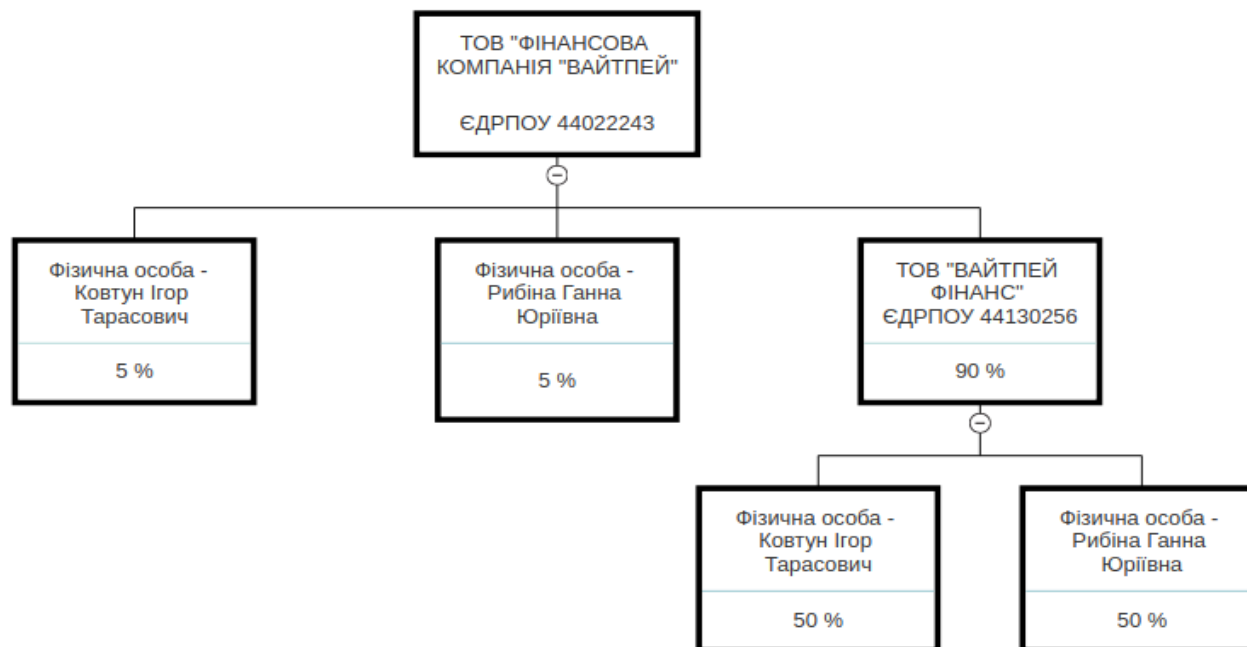 ТОВ "ФІНАНСОВА
КОМПАНІЯ "ВАЙТПЕЙ"
ЄДРПОУ 44022243
Фізична особа -
Ковтун Ігор
Тарасович
5 %
Фізична особа -
Рибіна Ганна
Юріївна
5 %
ТОВ "ВАЙТПЕЙ
ФІНАНС"
ЄДРПОУ 44130256
90 %
Фізична особа -
Ковтун Ігор
Тарасович
50 %
Фізична особа -
Рибіна Ганна
Юріївна
50 %